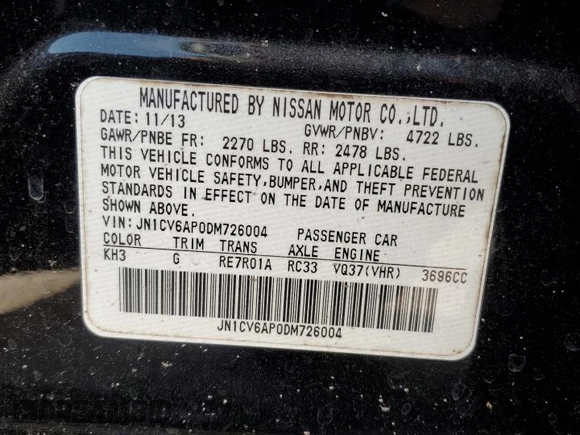 MANUFACTURED BY NISSAN MOTOR CO.,LTD.
DATE: 11/13 GVWR/PNBV: 4722 LBS.
GAWR/PNBE FR: 2270 LBS. RR: 2478 LBS.
THIS VEHICLE CONFORMS TO ALL APPLICABLE FEDERAL
MOTOR VEHICLE SAFETY,BUMPER,AND THEFT PREVENTION
STANDARDS IN EFFECT ON THE DATE OF MANUFACTURE
SHOWN ABOVE.
VIN: JN1CV6AP0DM726004 PASSENGER CAR
COLOR TRIM TRANS AXLE ENGINE
KH3 G RE7R01A RC33 VQ37(VHR) 3696CC
JN1CV6AP0DM726004